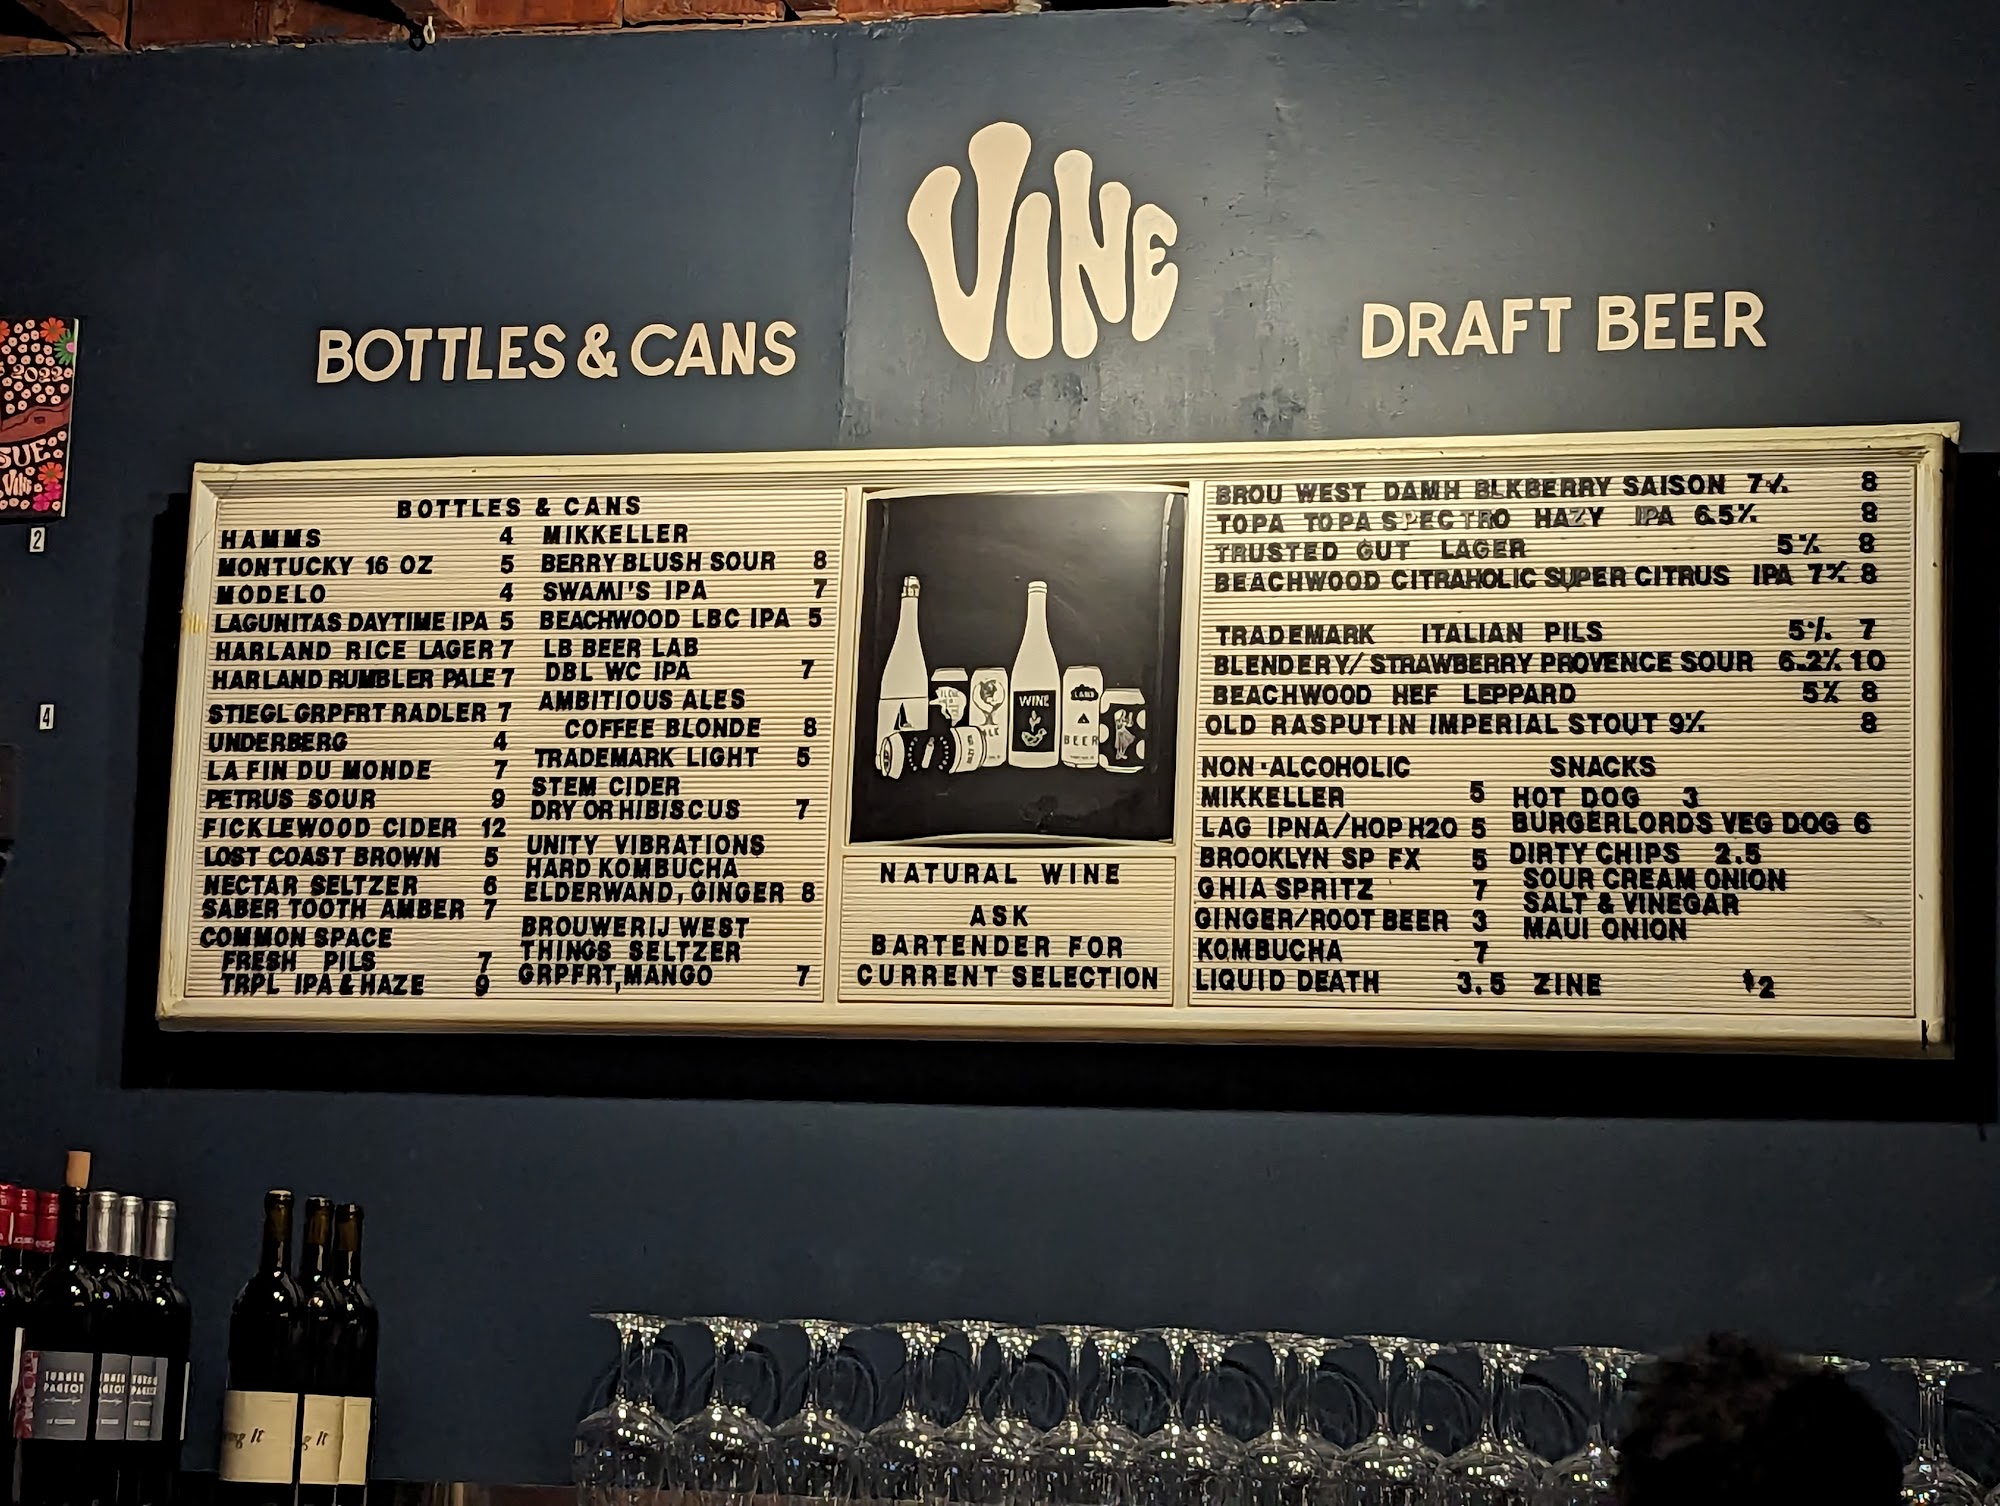 VINE
BOTTLES & CANS
DRAFT BEER
2022
SUE
VINE
2
4
BOTTLES & CANS
HAMMS 4
MONTUCKY 16 OZ 5
MODELO 4
LAGUNITAS DAYTIME IPA 5
HARLAND RICE LAGER 7
HARLAND RUMBLER PALE 7
STIEGL GRPFRT RADLER 7
UNDERBERG 4
LA FIN DU MONDE 7
PETRUS SOUR 9
FICKLEWOOD CIDER 12
LOST COAST BROWN 5
NECTAR SELTZER 6
SABER TOOTH AMBER 7
COMMON SPACE
FRESH PILS 7
TRPL IPA & HAZE 9
MIKKELLER
BERRY BLUSH SOUR 8
SWAMI'S IPA 7
BEACHWOOD LBC IPA 5
LB BEER LAB
DBL WC IPA 7
AMBITIOUS ALES
COFFEE BLONDE 8
TRADEMARK LIGHT 5
STEM CIDER
DRY OR HIBISCUS 7
UNITY VIBRATIONS
HARD KOMBUCHA
ELDERWAND, GINGER 8
BROUWERIJ WEST
THINGS SELTZER
GRPFRT, MANGO 7
WINE
BEER
NATURAL WINE
ASK
BARTENDER FOR
CURRENT SELECTION
BROU WEST DAMH BLKBERRY SAISON 7% 8
TOPA TOPA SPECTRO HAZY IPA 6.5% 8
TRUSTED GUT LAGER 5% 8
BEACHWOOD CITRAHOLIC SUPER CITRUS IPA 7% 8
TRADEMARK ITALIAN PILS 5% 7
BLENDERY/ STRAWBERRY PROVENCE SOUR 6.2% 10
BEACHWOOD HEF LEPPARD 5% 8
OLD RASPUTIN IMPERIAL STOUT 9% 8
NON-ALCOHOLIC
MIKKELLER 5
LAG IPNA/HOP H2O 5
BROOKLYN SP FX 5
GHIA SPRITZ 7
GINGER/ROOT BEER 3
KOMBUCHA 7
LIQUID DEATH 3.5
SNACKS
HOT DOG 3
BURGERLORDS VEG DOG 6
DIRTY CHIPS 2.5
SOUR CREAM ONION
SALT & VINEGAR
MAUI ONION
ZINE $2
TURNER
PAGEOT